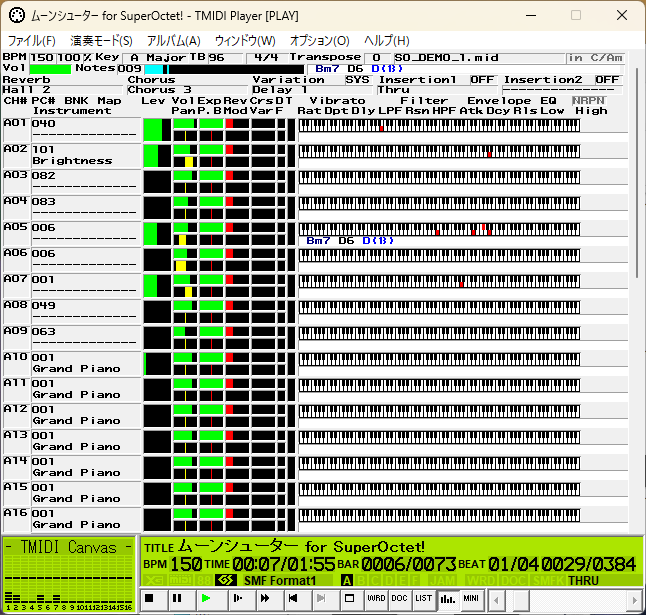 ムーンシューター for SuperOctet! - TMIDI Player [PLAY]
ファイル(F) 演奏モード(S) アルバム(A) ウィンドウ(W) オプション(O) ヘルプ(H)
BPM 150 100% Key A Major TB 96 4/4 Transpose 0 SO_DEMO_1.mid in C/Am
Vol Notes 009 Bm7 D6 D(B)
Reverb Chorus Variation SYS Insertion1 OFF Insertion2 OFF
Hall 2 Chorus 3 Delay 1 Thru ---------------
CH# PC# BNK Map Lev Vol Exp Rev Crs DT Vibrato Filter Envelope EQ NRPN
Instrument Pan P.B Mod Var F Rat Dpt Dly LPF Rsn HPF Atk Dcy Rls Low High
A01 040
--------------
A02 101
Brightness
A03 082
--------------
A04 083
--------------
A05 006
-------------- Bm7 D6 D(B)
A06 006
--------------
A07 001
--------------
A08 049
--------------
A09 063
--------------
A10 001
Grand Piano
A11 001
Grand Piano
A12 001
Grand Piano
A13 001
Grand Piano
A14 001
Grand Piano
A15 001
Grand Piano
A16 001
Grand Piano
- TMIDI Canvas -
1 2 3 4 5 6 7 8 9 10 11 12 13 14 15 16
TITLE ムーンシューター for SuperOctet!
BPM 150 TIME 00:07/01:55 BAR 0006/0073 BEAT 01/04 0029/0384
XG midi 88 GS SMF Format1 A B C D E F JAM WRD DOC SMFK THRU
WRD DOC LIST MINI